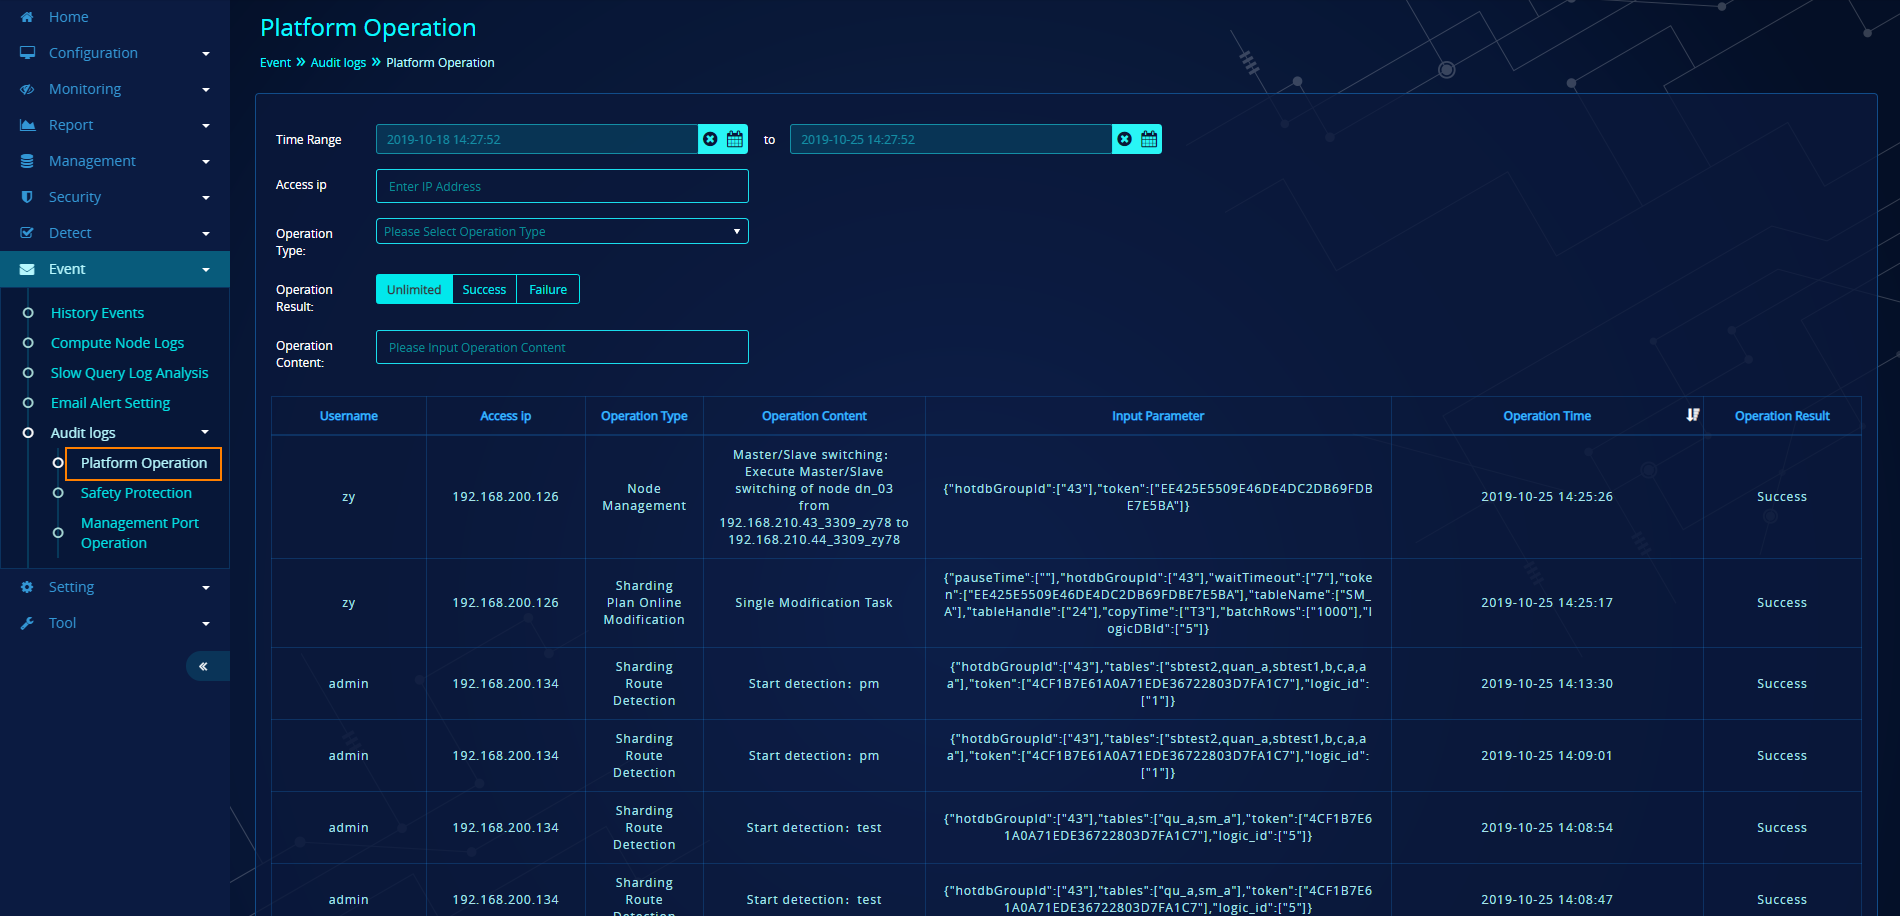 Home
Configuration
Monitoring
Report
Management
Security
Detect
Event
History Events
Compute Node Logs
Slow Query Log Analysis
Email Alert Setting
Audit logs
Platform Operation
Safety Protection
Management Port
Operation
Setting
Tool
Platform Operation
Event » Audit logs » Platform Operation
Time Range 2019-10-18 14:27:52 to 2019-10-25 14:27:52
Access ip Enter IP Address
Operation
Type:
Please Select Operation Type
Operation
Result:
Unlimited Success Failure
Operation
Content:
Please Input Operation Content
Username Access ip Operation Type Operation Content Input Parameter Operation Time Operation Result
zy
192.168.200.126
Node
Management
Master/Slave switching：
Execute Master/Slave
switching of node dn_03
from
192.168.210.43_3309_zy78 to
192.168.210.44_3309_zy78
{"hotdbGroupId":["43"],"token":["EE425E5509E46DE4DC2DB69FDB
E7E5BA"]}
2019-10-25 14:25:26
Success
zy
192.168.200.126
Sharding
Plan Online
Modification
Single Modification Task
{"pauseTime":[""],"hotdbGroupId":["43"],"waitTimeout":["7"],"toke
n":["EE425E5509E46DE4DC2DB69FDBE7E5BA"],"tableName":["SM_
A"],"tableHandle":["24"],"copyTime":["T3"],"batchRows":["1000"],"l
ogicDBId":["5"]}
2019-10-25 14:25:17
Success
admin
192.168.200.134
Sharding
Route
Detection
Start detection：pm
{"hotdbGroupId":["43"],"tables":["sbtest2,quan_a,sbtest1,b,c,a,a
a"],"token":["4CF1B7E61A0A71EDE36722803D7FA1C7"],"logic_id":
["1"]}
2019-10-25 14:13:30
Success
admin
192.168.200.134
Sharding
Route
Detection
Start detection：pm
{"hotdbGroupId":["43"],"tables":["sbtest2,quan_a,sbtest1,b,c,a,a
a"],"token":["4CF1B7E61A0A71EDE36722803D7FA1C7"],"logic_id":
["1"]}
2019-10-25 14:09:01
Success
admin
192.168.200.134
Sharding
Route
Detection
Start detection：test
{"hotdbGroupId":["43"],"tables":["qu_a,sm_a"],"token":["4CF1B7E6
1A0A71EDE36722803D7FA1C7"],"logic_id":["5"]}
2019-10-25 14:08:54
Success
admin
192.168.200.134
Sharding
Route
Detection
Start detection：test
{"hotdbGroupId":["43"],"tables":["qu_a,sm_a"],"token":["4CF1B7E6
1A0A71EDE36722803D7FA1C7"],"logic_id":["5"]}
2019-10-25 14:08:47
Success